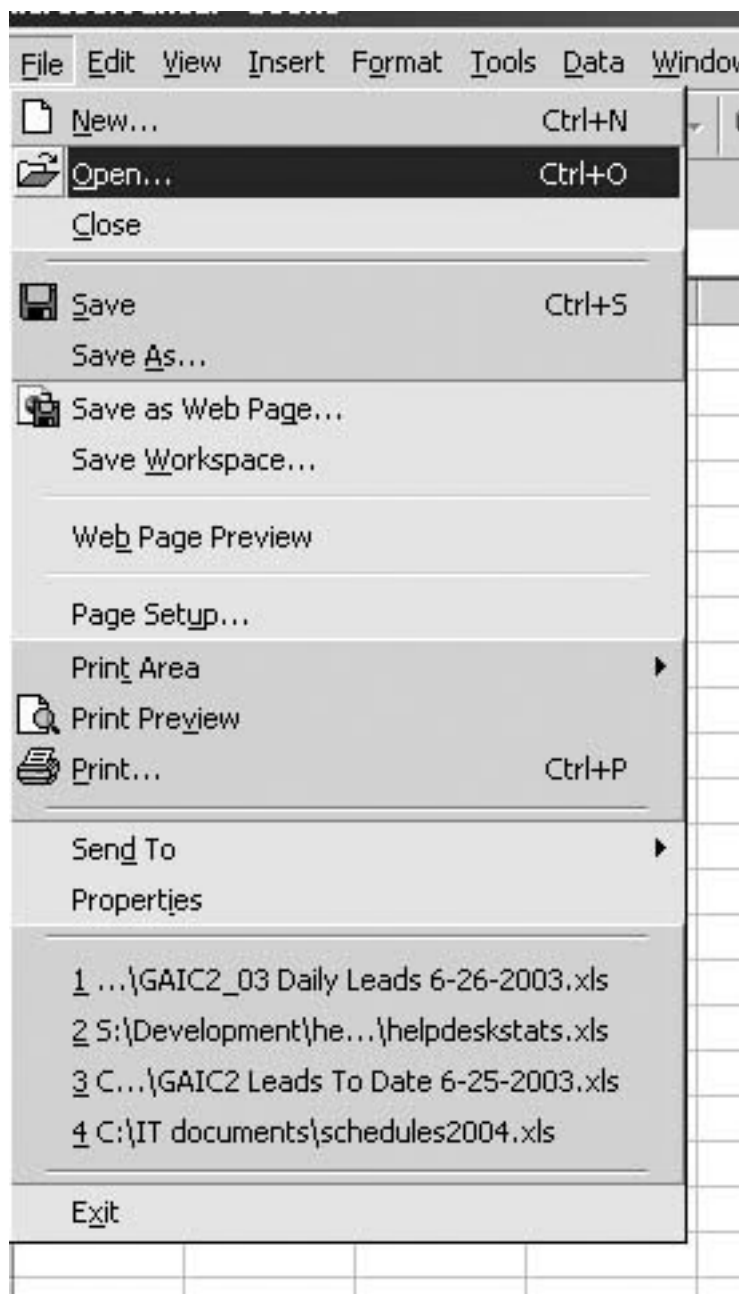 File Edit View Insert Format Tools Data
New... Ctrl+N
Open... Ctrl+O
Close
Save Ctrl+S
Save As...
Save as Web Page...
Save Workspace...
Web Page Preview
Page Setup...
Print Area
Print Preview
Print... Ctrl+P
Send To
Properties
1 ...\GAIC2_03 Daily Leads 6-26-2003.xls
2 S:\Development\he...\helpdeskstats.xls
3 C...\GAIC2 Leads To Date 6-25-2003.xls
4 C:\IT documents\schedules2004.xls
Exit